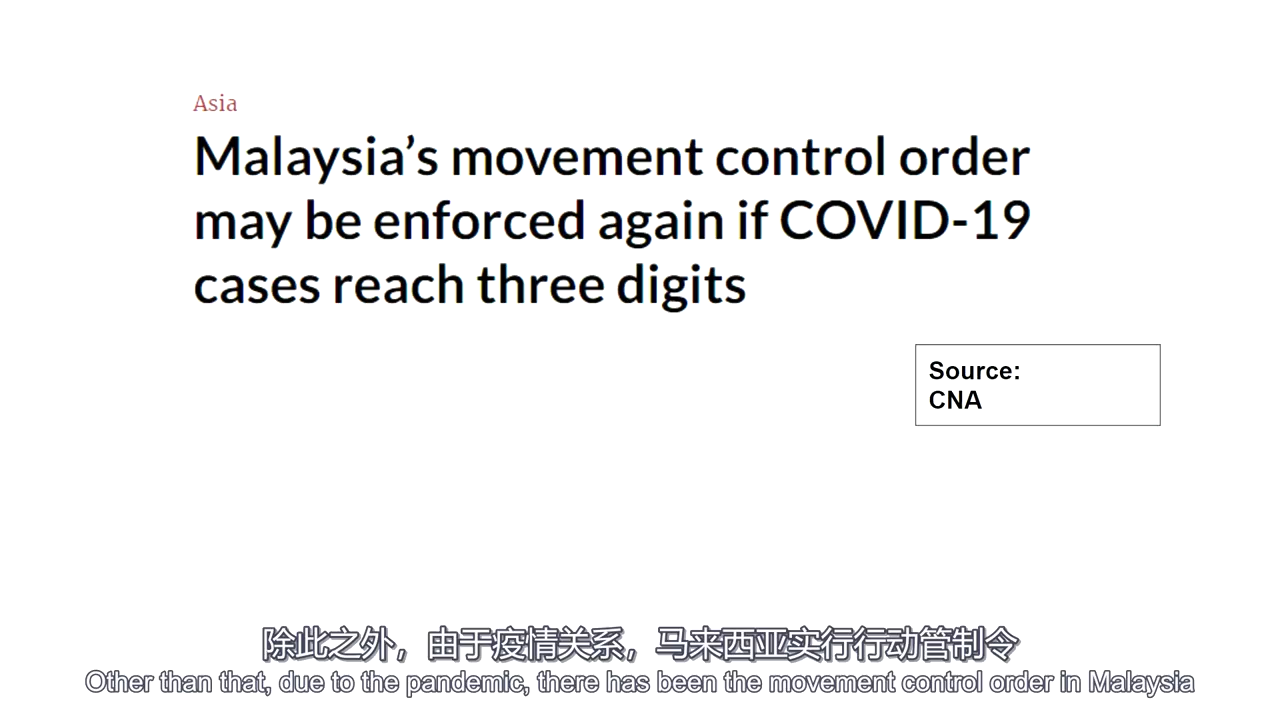 Asia
Malaysia’s movement control order
may be enforced again if COVID-19
cases reach three digits
Source:
CNA
除此之外，由于疫情关系，马来西亚实行行动管制令
Other than that, due to the pandemic, there has been the movement control order in Malaysia